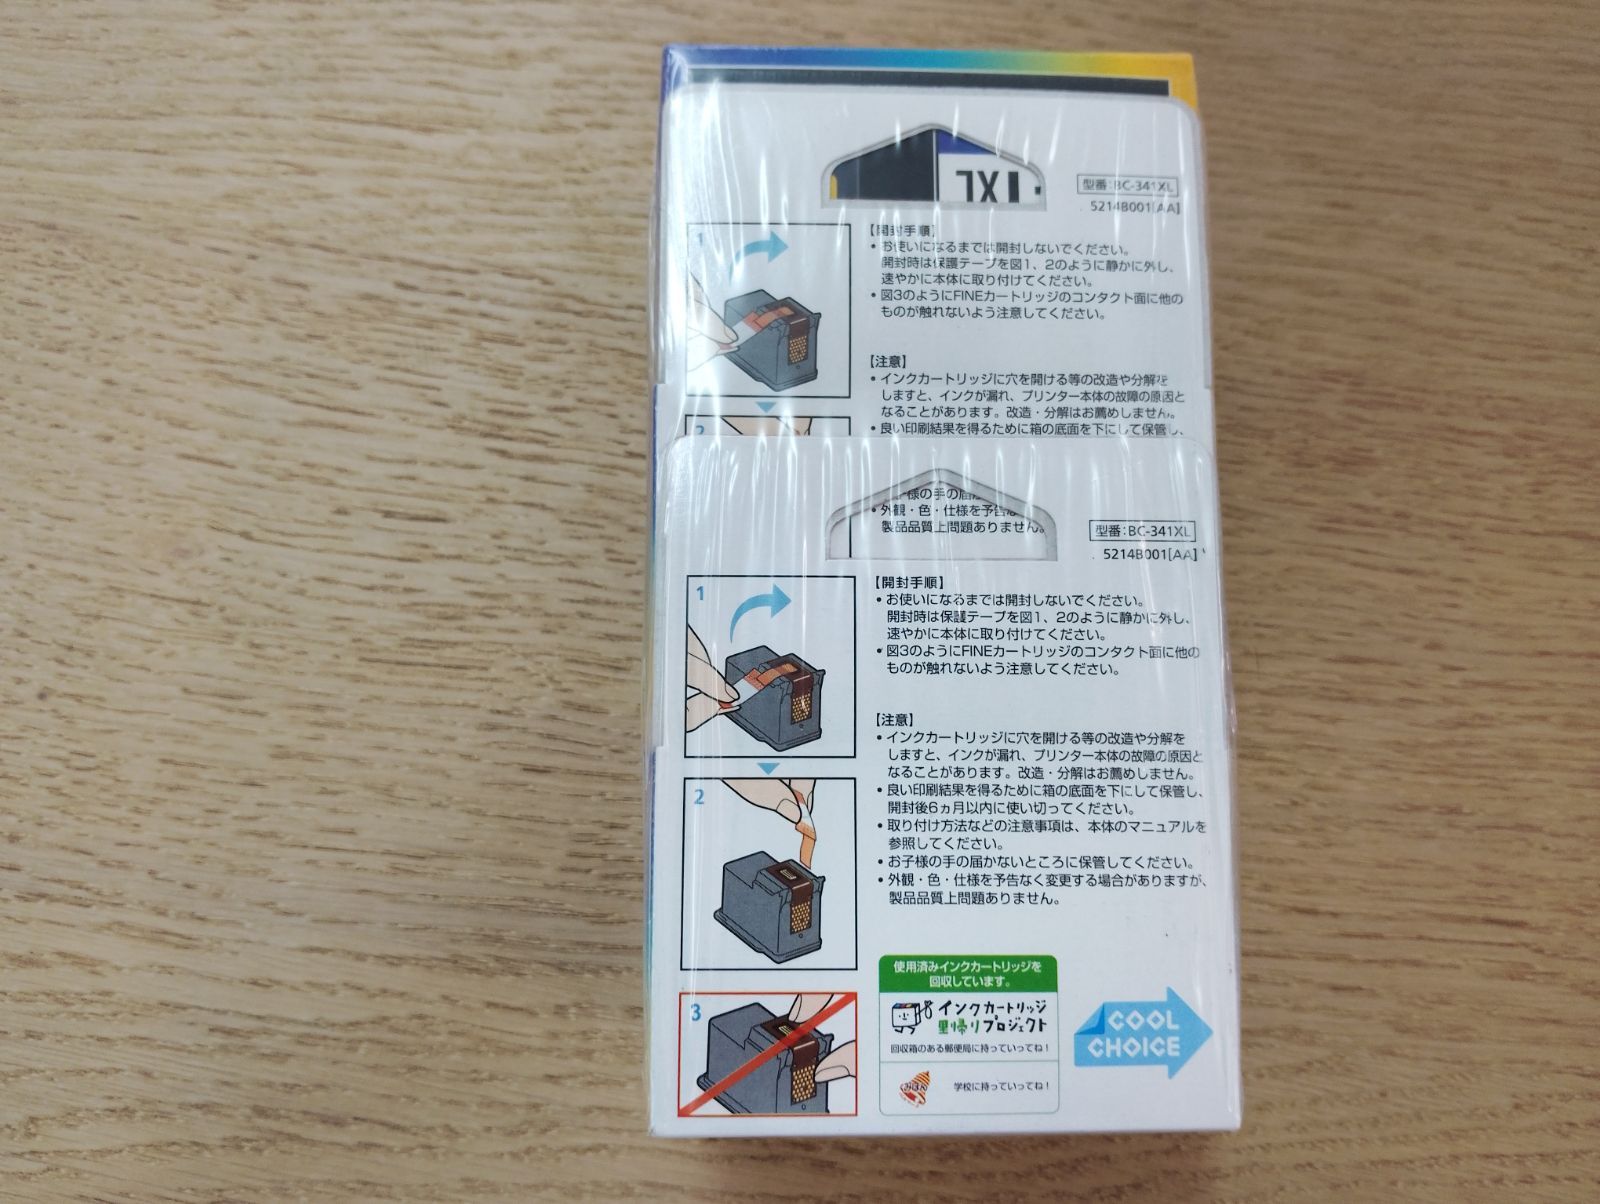 1XL
型番:BC-341XL
5214B001[AA]
1
【開封手順】
・お使いになるまでは開封しないでください。
開封時は保護テープを図1、2のように静かに外し、
速やかに本体に取り付けてください。
・図3のようにFINEカートリッジのコンタクト面に他の
ものが触れないよう注意してください。
【注意】
・インクカートリッジに穴を開ける等の改造や分解を
しますと、インクが漏れ、プリンター本体の故障の原因と
なることがあります。改造・分解はお薦めしません。
・良い印刷結果を得るために箱の底面を下にして保管し、
2
様の手の届
・外観・色・仕様を予告な
製品品質上問題ありません。
型番:BC-341XL
5214B001[AA]
1
【開封手順】
・お使いになるまでは開封しないでください。
開封時は保護テープを図1、2のように静かに外し、
速やかに本体に取り付けてください。
・図3のようにFINEカートリッジのコンタクト面に他の
ものが触れないよう注意してください。
【注意】
・インクカートリッジに穴を開ける等の改造や分解を
しますと、インクが漏れ、プリンター本体の故障の原因と
なることがあります。改造・分解はお薦めしません。
・良い印刷結果を得るために箱の底面を下にして保管し、
開封後6ヵ月以内に使い切ってください。
・取り付け方法などの注意事項は、本体のマニュアルを
参照してください。
・お子様の手の届かないところに保管してください。
・外観・色・仕様を予告なく変更する場合がありますが、
製品品質上問題ありません。
2
3
使用済みインクカートリッジを
回収しています。
インクカートリッジ
里帰りプロジェクト
回収箱のある郵便局に持っていってね!
学校に持っていってね!
COOL
CHOICE